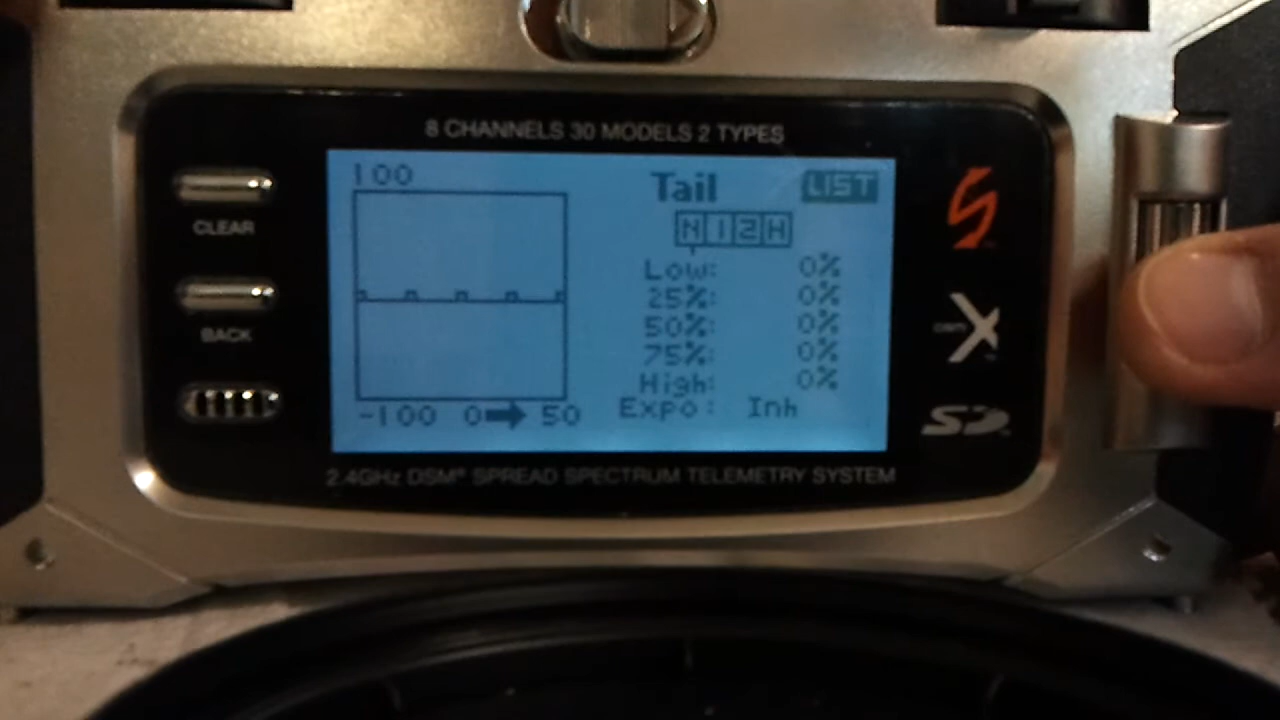 8 CHANNELS 30 MODELS 2 TYPES
CLEAR
BACK
100
-100 0 50
Tail
LIST
N 1 2 H
Low: 0%
25%: 0%
50%: 0%
75%: 0%
High: 0%
Expo: Inh
X
SD
2.4GHz DSM® SPREAD SPECTRUM TELEMETRY SYSTEM